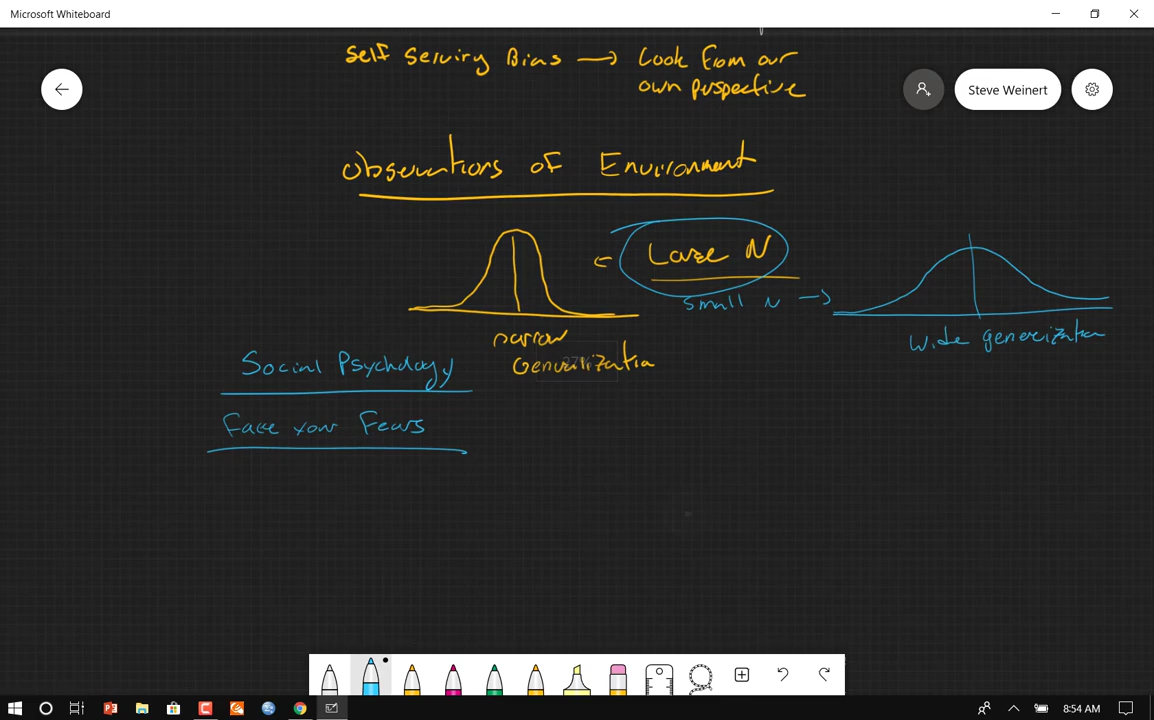 Microsoft Whiteboard
Self Serving Bias → Look from our
own perspective
Steve Weinert
Observations of Environment
← Large N
small N →
narrow
Generalization
wide generlization
Social Psychology
Face your Fears
8:54 AM